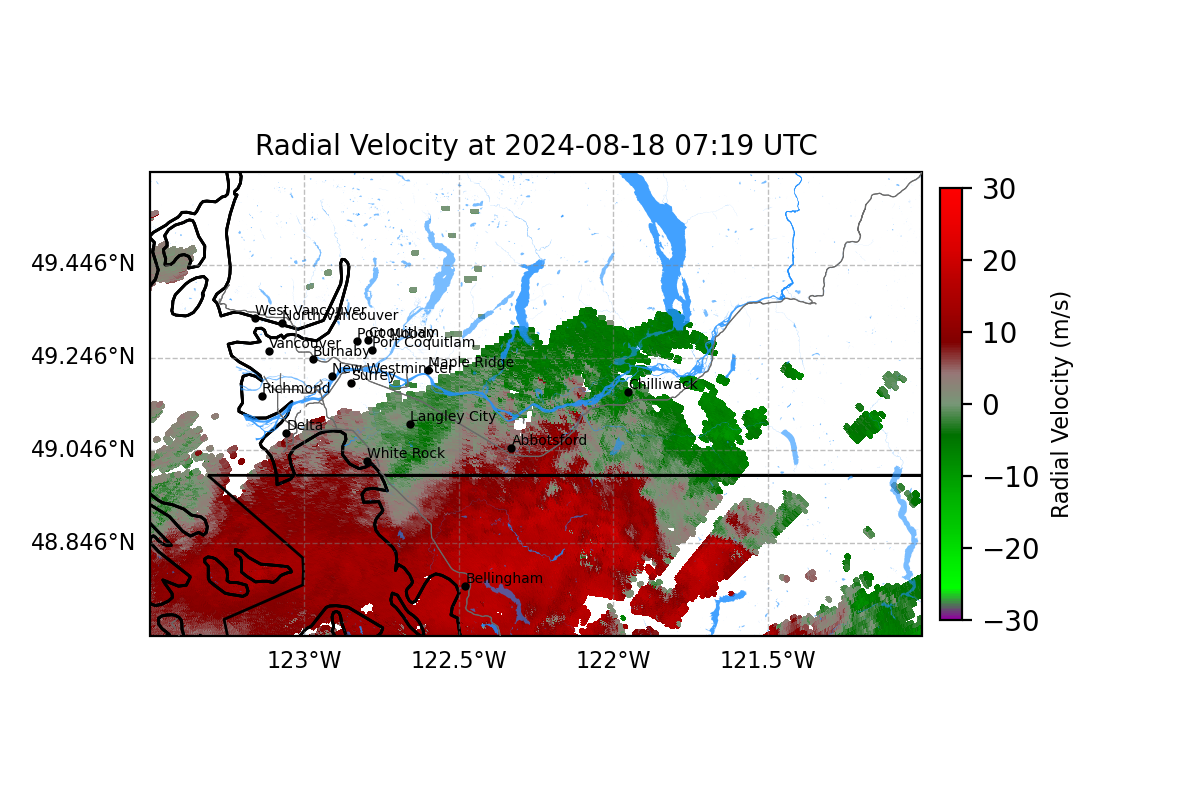 Radial Velocity at 2024-08-18 07:19 UTC
49.446°N
49.246°N
49.046°N
48.846°N
123°W
122.5°W
122°W
121.5°W
West Vancouver
North Vancouver
Port Moody
Coquitlam
Vancouver
Port Coquitlam
Burnaby
Maple Ridge
New Westminster
Surrey
Richmond
Chilliwack
Langley City
Delta
Abbotsford
White Rock
Bellingham
30
20
10
0
−10
−20
−30
Radial Velocity (m/s)